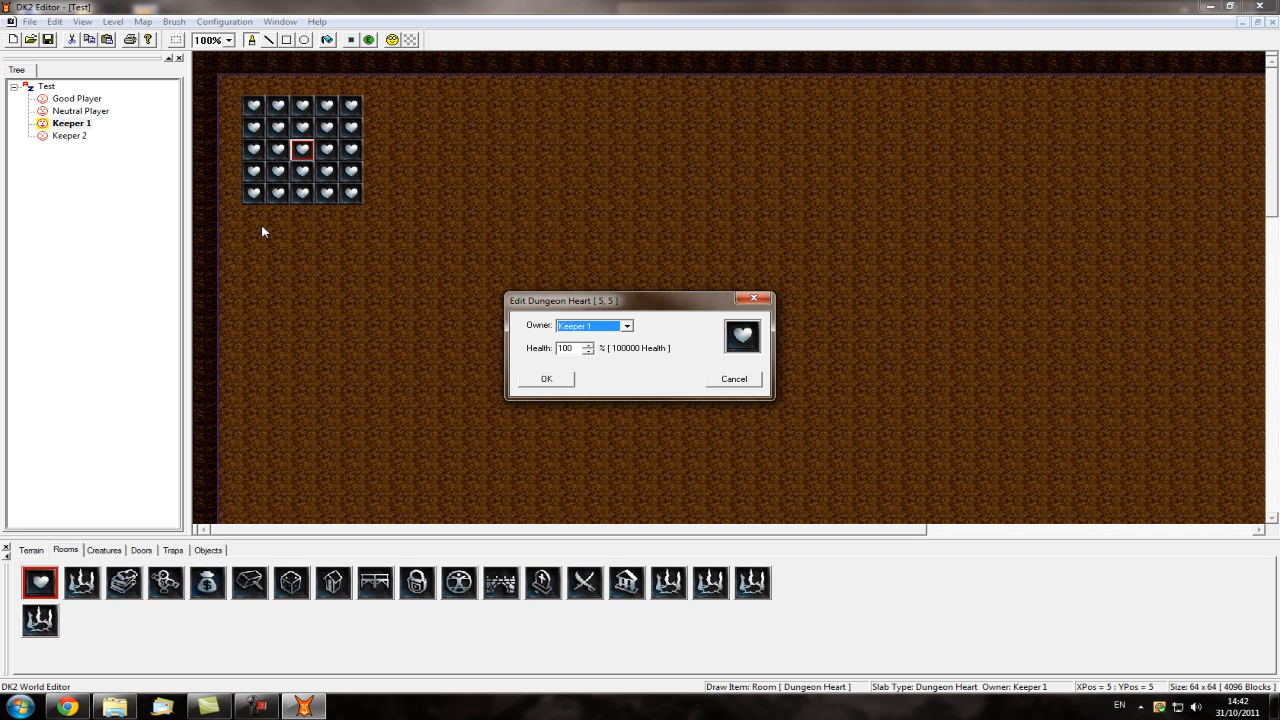 DK2 Editor - [Test]
File Edit View Level Map Brush Configuration Window Help
100%
Tree
Test
Good Player
Neutral Player
Keeper 1
Keeper 2
Edit Dungeon Heart [ 5, 5 ]
Owner: Keeper 1
Health: 100 % [ 100000 Health ]
OK Cancel
Terrain Rooms Creatures Doors Traps Objects
DK2 World Editor Draw Item: Room [ Dungeon Heart ] Slab Type: Dungeon Heart Owner: Keeper 1 XPos = 5 : YPos = 5 Size: 64 x 64 [ 4096 Blocks ]
EN 14:42
31/10/2011